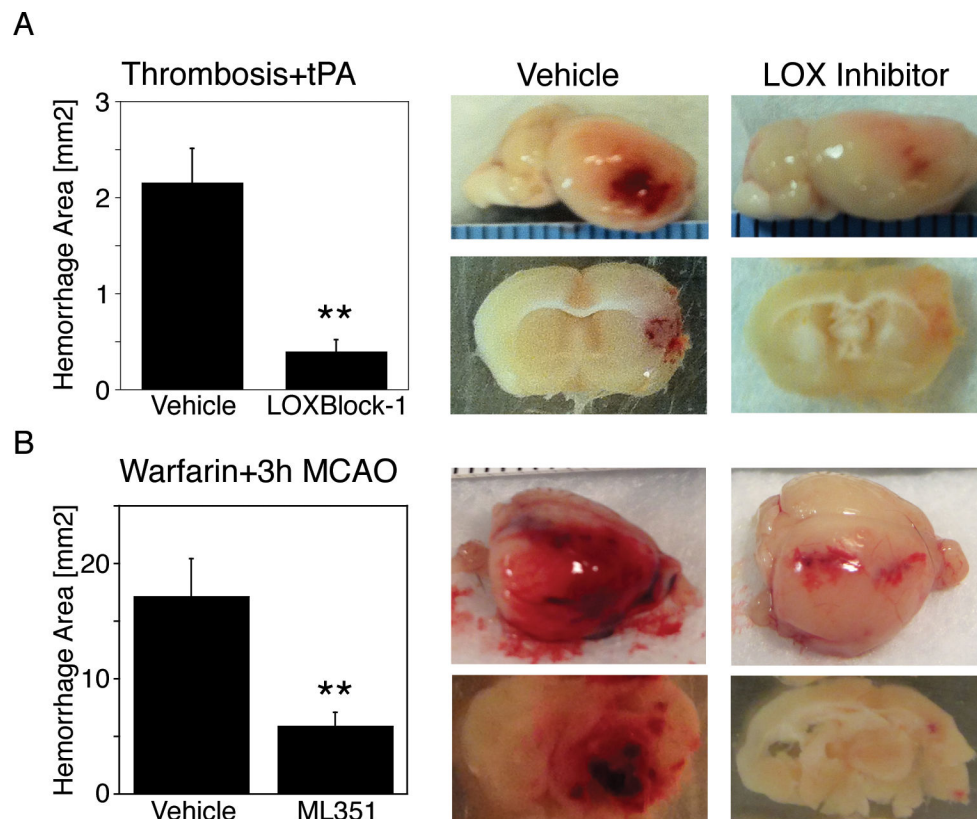 A
Thrombosis+tPA
Vehicle
LOX Inhibitor
Hemorrhage Area [mm2]
3
2
1
0
**
Vehicle
LOXBlock-1
B
Warfarin+3h MCAO
Hemorrhage Area [mm2]
20
10
0
**
Vehicle
ML351